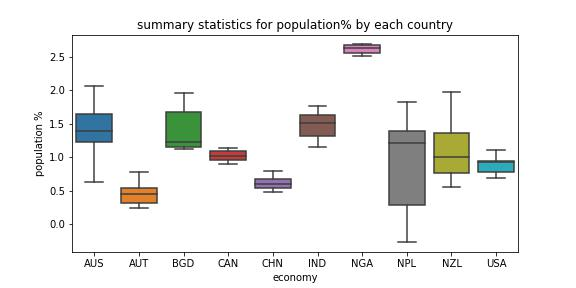 summary statistics for population% by each country
population %
2.5
2.0
1.5
1.0
0.5
0.0
AUS AUT BGD CAN CHN IND NGA NPL NZL USA
economy